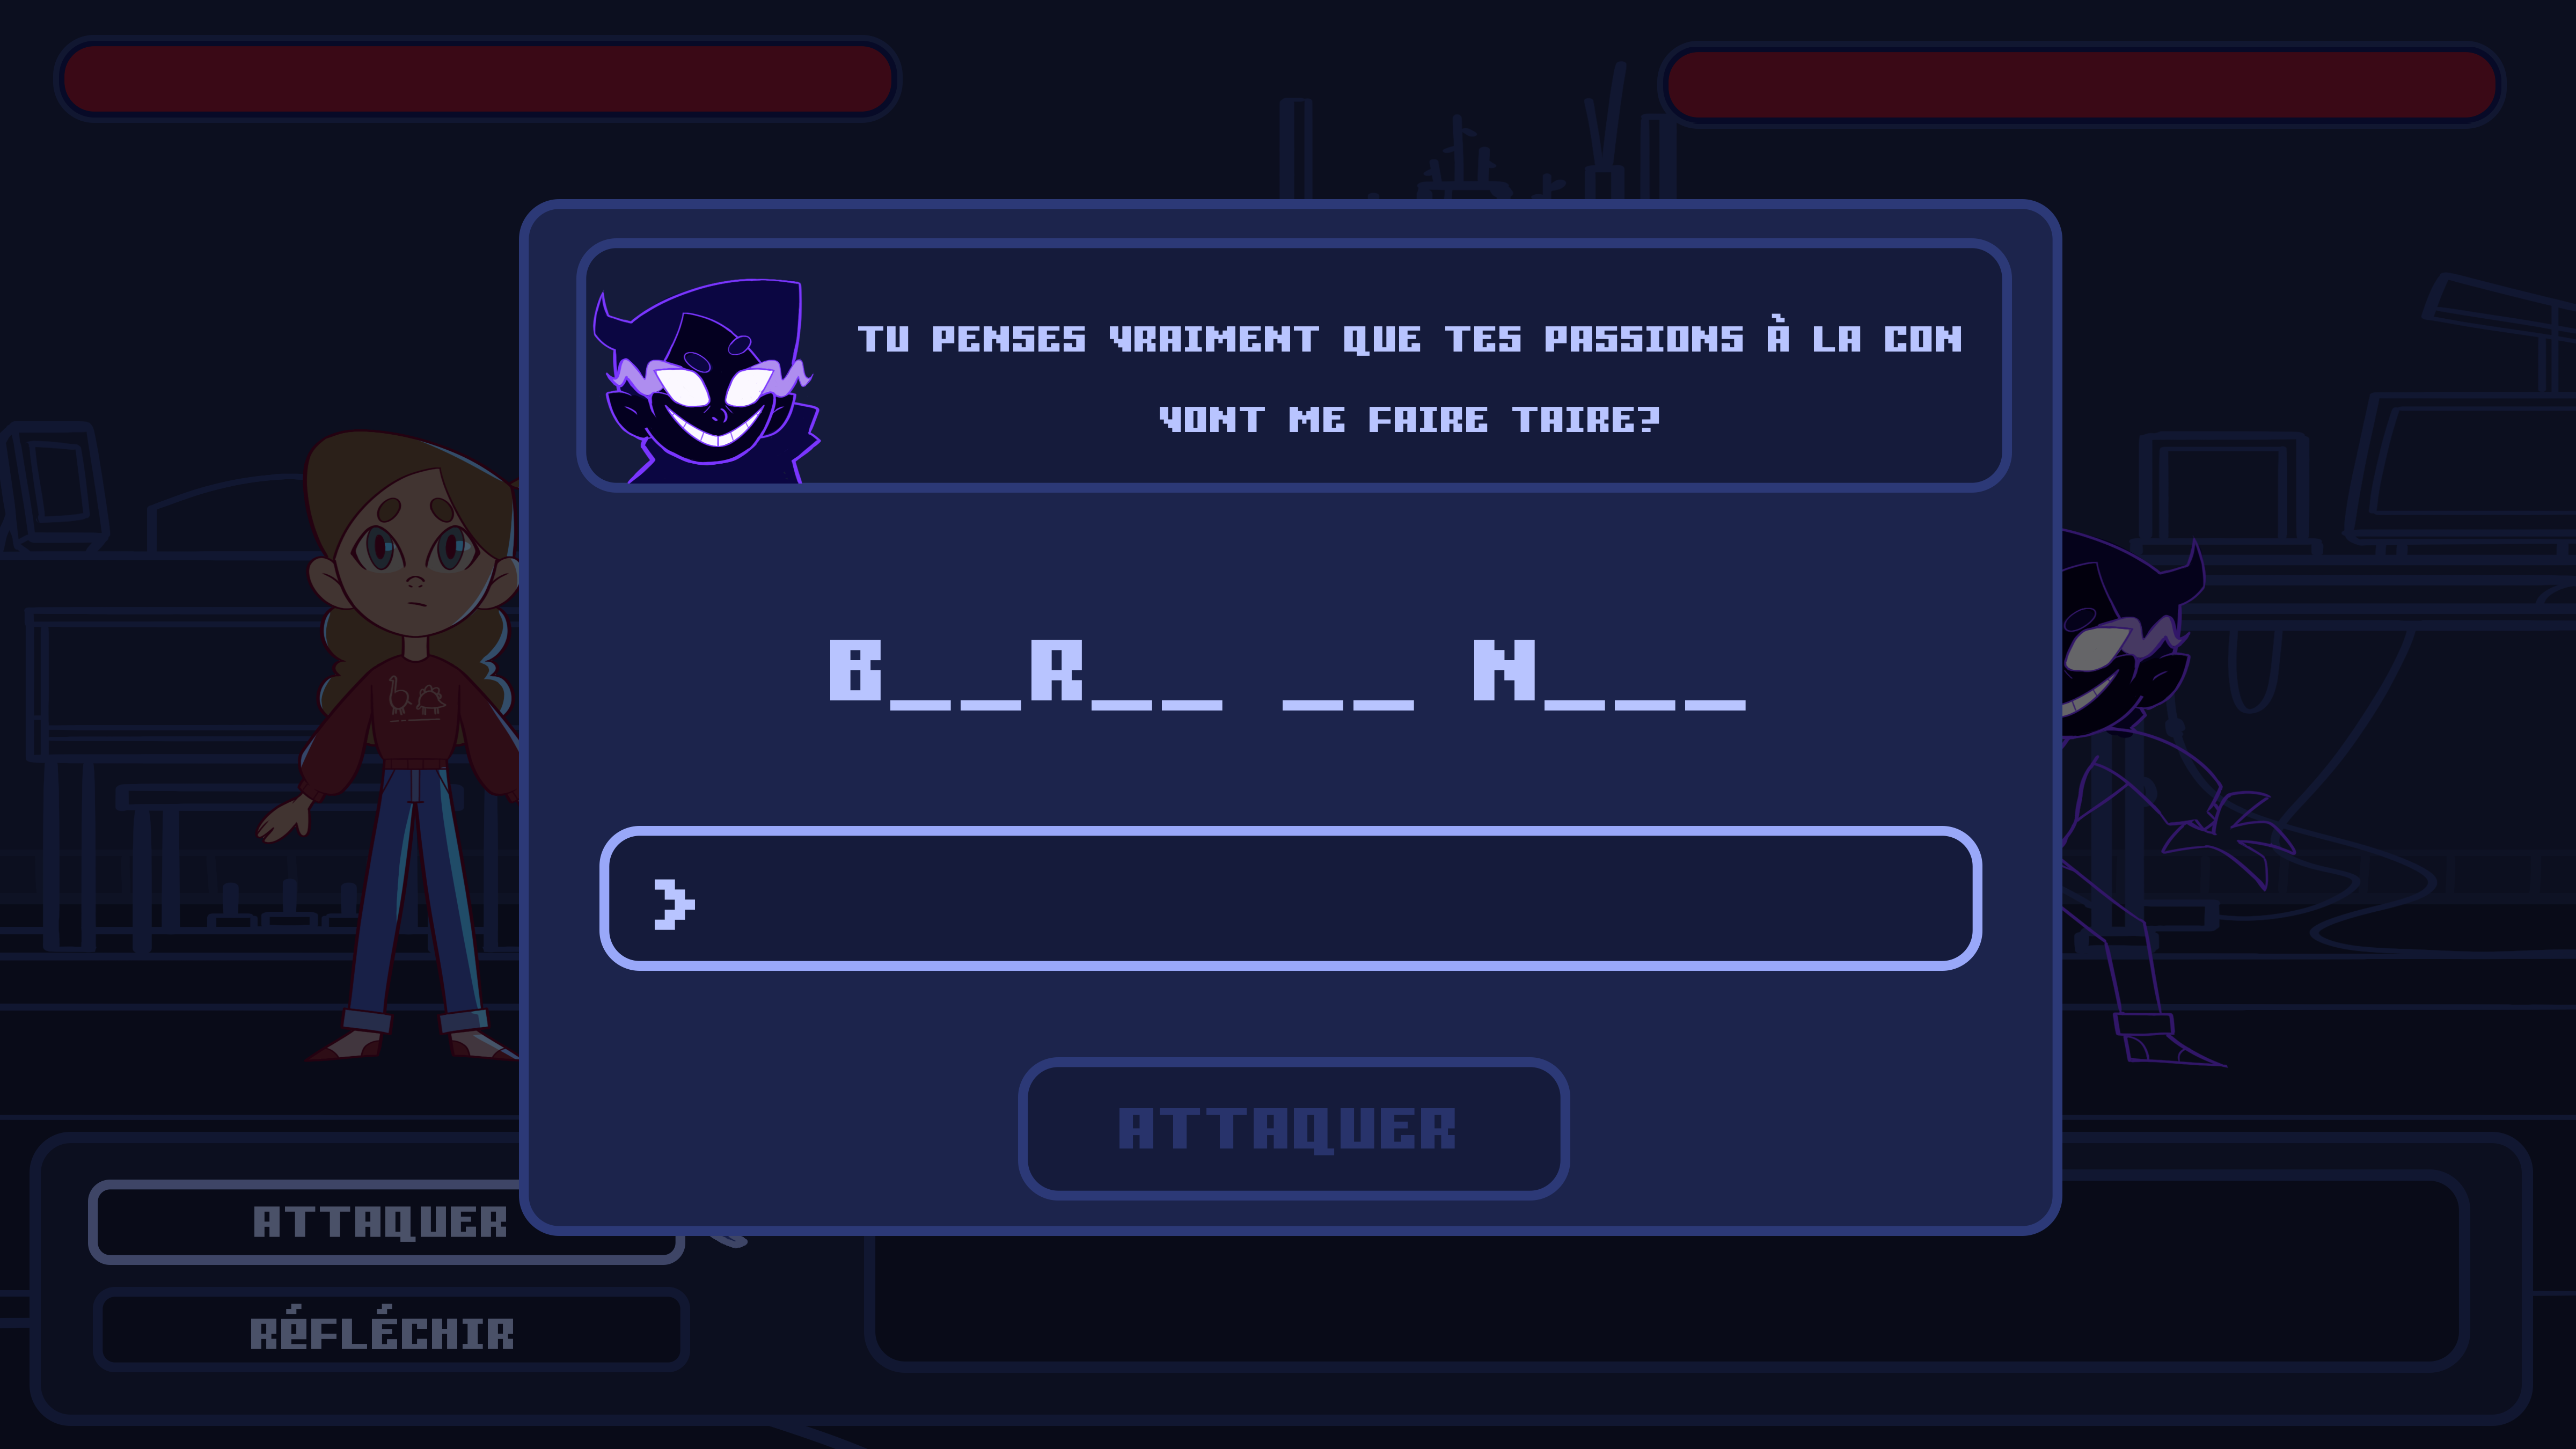 TU PENSES VRAIMENT QUE TES PASSIONS À LA CON
VONT ME FAIRE TAIRE?
B__R__ __ N___
>
ATTAQUER
ATTAQUER
RÉFLÉCHIR